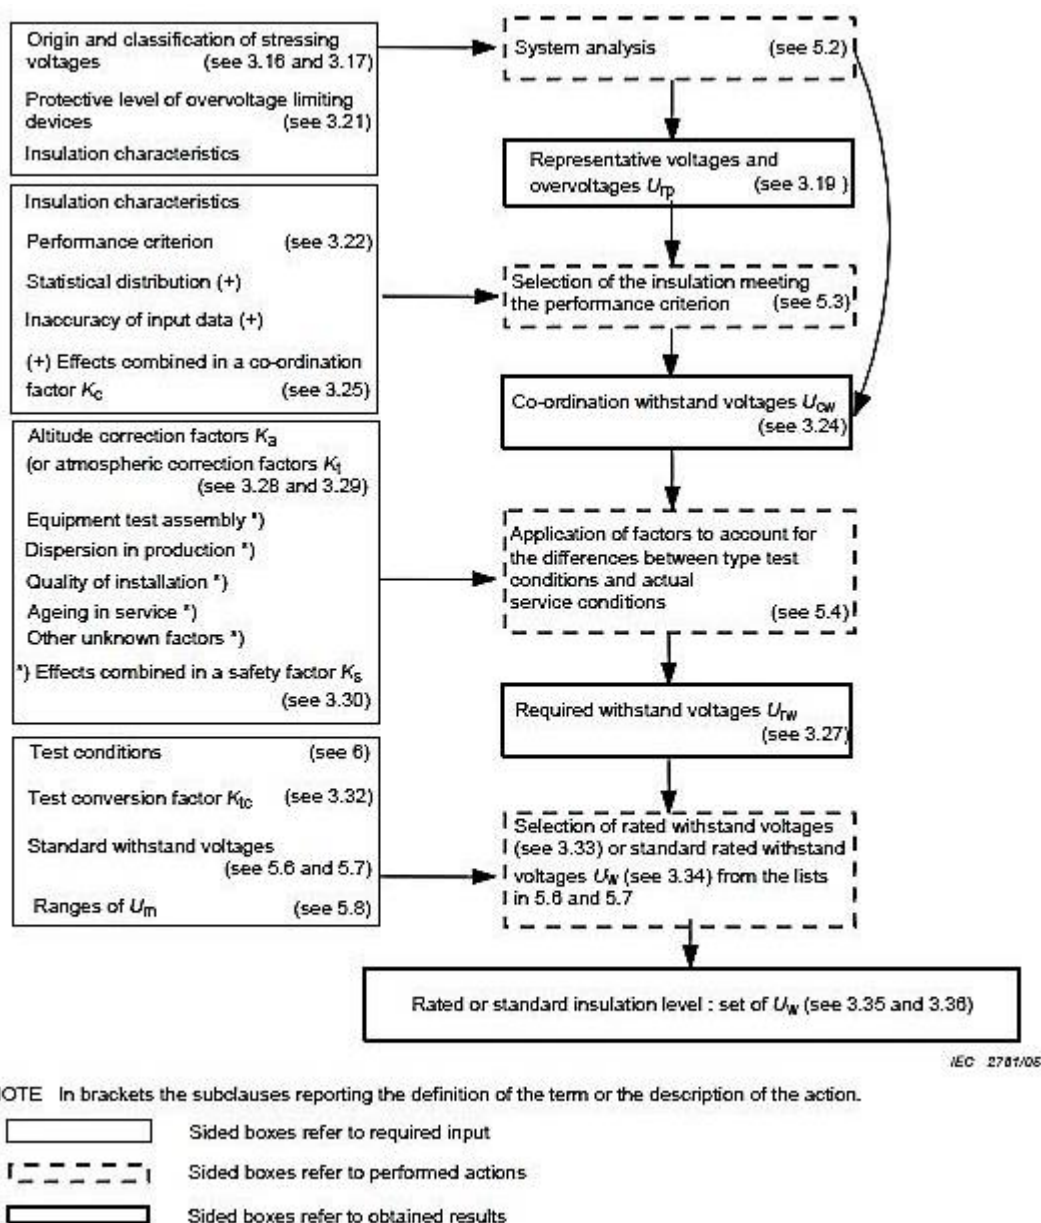 Origin and classification of stressing
voltages (see 3.16 and 3.17)
Protective level of overvoltage limiting
devices (see 3.21)
Insulation characteristics
System analysis (see 5.2)
Representative voltages and
overvoltages Urp (see 3.19 )
Insulation characteristics
Performance criterion (see 3.22)
Statistical distribution (+)
Inaccuracy of input data (+)
(+) Effects combined in a co-ordination
factor Kc (see 3.25)
Selection of the insulation meeting
the performance criterion (see 5.3)
Co-ordination withstand voltages Ucw
(see 3.24)
Altitude correction factors Ka
(or atmospheric correction factors Kt
(see 3.28 and 3.29)
Equipment test assembly *)
Dispersion in production *)
Quality of installation *)
Ageing in service *)
Other unknown factors *)
*) Effects combined in a safety factor Ks
(see 3.30)
Application of factors to account for
the differences between type test
conditions and actual
service conditions
(see 5.4)
Required withstand voltages Urw
(see 3.27)
Test conditions (see 6)
Test conversion factor Ktc (see 3.32)
Standard withstand voltages
(see 5.6 and 5.7)
Ranges of Um (see 5.8)
Selection of rated withstand voltages
(see 3.33) or standard rated withstand
voltages Uw (see 3.34) from the lists
in 5.6 and 5.7
Rated or standard insulation level : set of Uw (see 3.35 and 3.36)
IEC 2761/05
OTE In brackets the subclauses reporting the definition of the term or the description of the action.
Sided boxes refer to required input
Sided boxes refer to performed actions
Sided boxes refer to obtained results